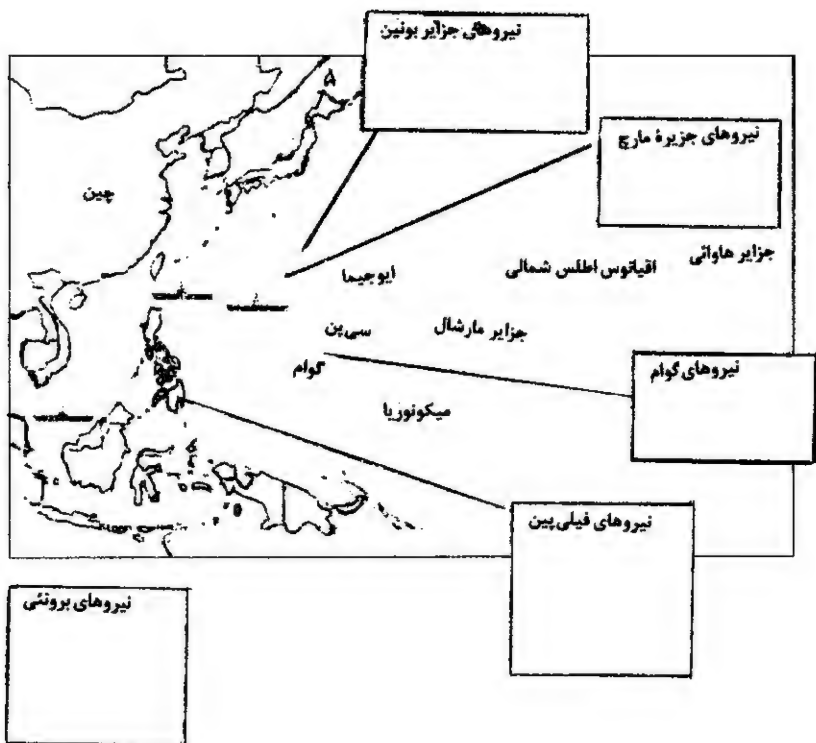 نیروهای جزایر بونین
نیروهای جزیرهٔ مارچ
چین
جزایر هاوائی
اقیانوس اطلس شمالی
ایوجیما
سی‌پن
جزایر مارشال
گوام
نیروهای گوام
میکونوزیا
نیروهای فیلی‌پین
نیروهای برونئی